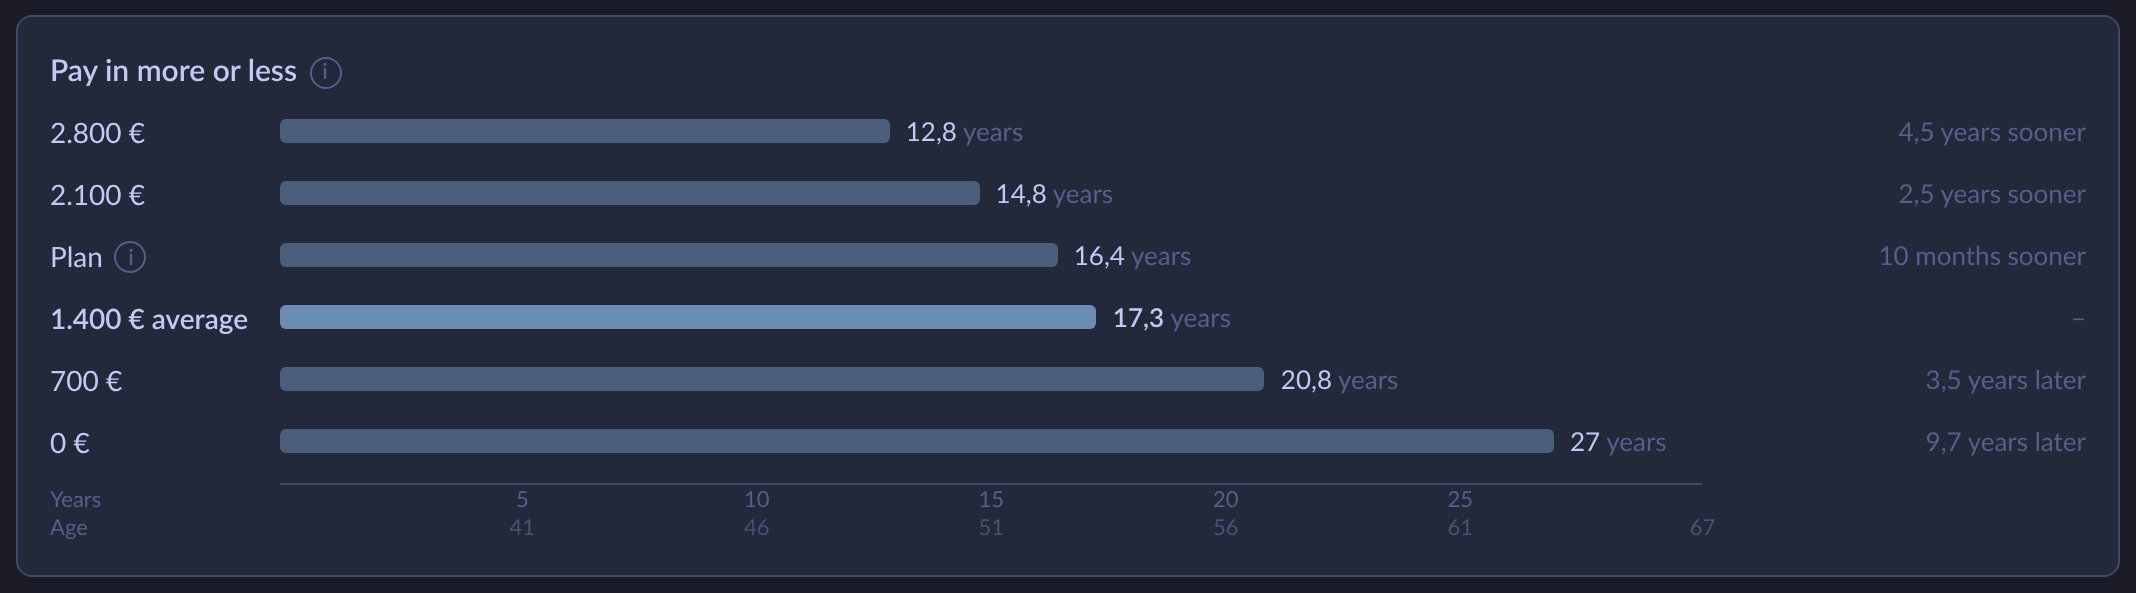 Pay in more or less i
2.800 € 12,8 years 4,5 years sooner
2.100 € 14,8 years 2,5 years sooner
Plan i 16,4 years 10 months sooner
1.400 € average 17,3 years –
700 € 20,8 years 3,5 years later
0 € 27 years 9,7 years later
Years 5 10 15 20 25
Age 41 46 51 56 61 67